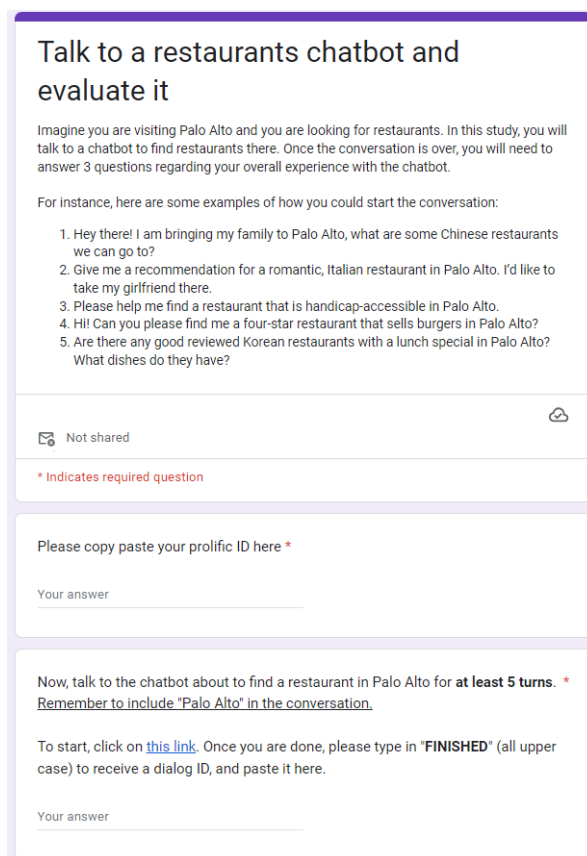 Talk to a restaurants chatbot and
evaluate it
Imagine you are visiting Palo Alto and you are looking for restaurants. In this study, you will
talk to a chatbot to find restaurants there. Once the conversation is over, you will need to
answer 3 questions regarding your overall experience with the chatbot.
For instance, here are some examples of how you could start the conversation:
1. Hey there! I am bringing my family to Palo Alto, what are some Chinese restaurants
we can go to?
2. Give me a recommendation for a romantic, Italian restaurant in Palo Alto. I'd like to
take my girlfriend there.
3. Please help me find a restaurant that is handicap-accessible in Palo Alto.
4. Hi! Can you please find me a four-star restaurant that sells burgers in Palo Alto?
5. Are there any good reviewed Korean restaurants with a lunch special in Palo Alto?
What dishes do they have?
Not shared
* Indicates required question
Please copy paste your prolific ID here *
Your answer
Now, talk to the chatbot about to find a restaurant in Palo Alto for at least 5 turns. *
Remember to include "Palo Alto" in the conversation.
To start, click on this link. Once you are done, please type in "FINISHED" (all upper
case) to receive a dialog ID, and paste it here.
Your answer